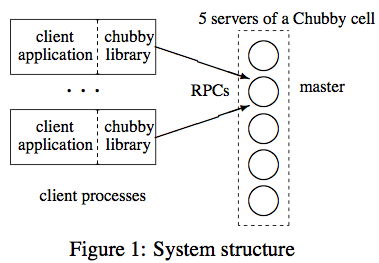 5 servers of a Chubby cell
client chubby
application library
. . .
RPCs
master
client chubby
application library
client processes
Figure 1: System structure